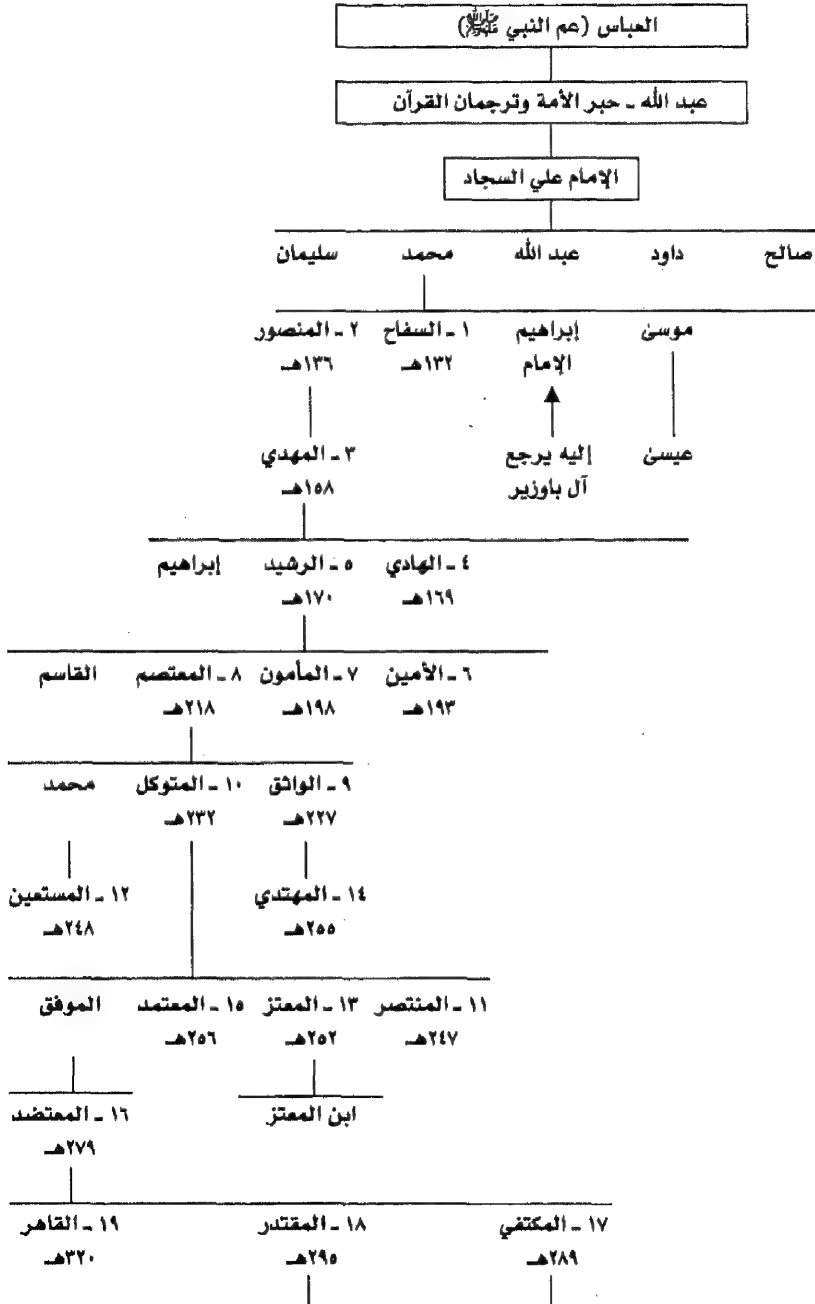 العباس (عم النبي ﷺ)
عبد الله ـ حبر الأمة وترجمان القرآن
الإمام علي السجاد
صالح داود عبد الله محمد سليمان
موسىٰ إبراهيم ١ ـ السفاح ٢ ـ المنصور
الإمام ١٣٢هـ ١٣٦هـ
عيسىٰ إليه يرجع ٣ ـ المهدي
آل باوزير ١٥٨هـ
٤ ـ الهادي ٥ ـ الرشيد إبراهيم
١٦٩هـ ١٧٠هـ
٦ ـ الأمين ٧ ـ المأمون ٨ ـ المعتصم القاسم
١٩٣هـ ١٩٨هـ ٢١٨هـ
٩ ـ الواثق ١٠ ـ المتوكل محمد
٢٢٧هـ ٢٣٢هـ
١٤ ـ المهتدي ١٢ ـ المستعين
٢٥٥هـ ٢٤٨هـ
١١ ـ المنتصر ١٣ ـ المعتز ١٥ ـ المعتمد الموفق
٢٤٧هـ ٢٥٢هـ ٢٥٦هـ
ابن المعتز ١٦ ـ المعتضد
٢٧٩هـ
١٧ ـ المكتفي ١٨ ـ المقتدر ١٩ ـ القاهر
٢٨٩هـ ٢٩٥هـ ٣٢٠هـ